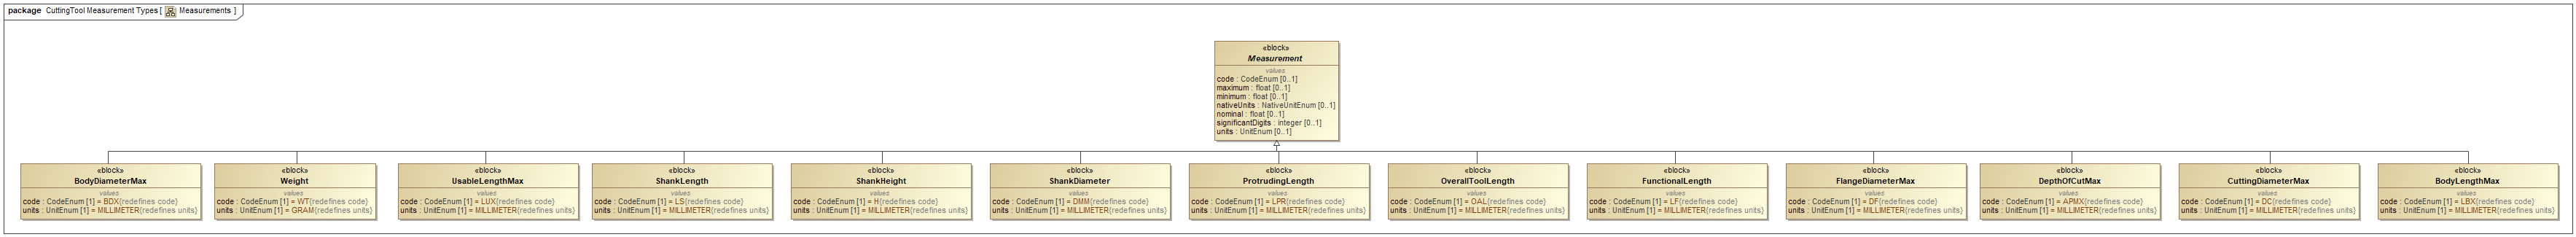 package CuttingTool Measurement Types [ Measurements ]
«block»
Measurement
values
code : CodeEnum [0..1]
maximum : float [0..1]
minimum : float [0..1]
nativeUnits : NativeUnitEnum [0..1]
nominal : float [0..1]
significantDigits : integer [0..1]
units : UnitEnum [0..1]
«block»
BodyDiameterMax
values
code : CodeEnum [1] = BDX{redefines code}
units : UnitEnum [1] = MILLIMETER{redefines units}
«block»
Weight
values
code : CodeEnum [1] = WT{redefines code}
units : UnitEnum [1] = GRAM{redefines units}
«block»
UsableLengthMax
values
code : CodeEnum [1] = LUX{redefines code}
units : UnitEnum [1] = MILLIMETER{redefines units}
«block»
ShankLength
values
code : CodeEnum [1] = LS{redefines code}
units : UnitEnum [1] = MILLIMETER{redefines units}
«block»
ShankHeight
values
code : CodeEnum [1] = H{redefines code}
units : UnitEnum [1] = MILLIMETER{redefines units}
«block»
ShankDiameter
values
code : CodeEnum [1] = DMM{redefines code}
units : UnitEnum [1] = MILLIMETER{redefines units}
«block»
ProtrudingLength
values
code : CodeEnum [1] = LPR{redefines code}
units : UnitEnum [1] = MILLIMETER{redefines units}
«block»
OverallToolLength
values
code : CodeEnum [1] = OAL{redefines code}
units : UnitEnum [1] = MILLIMETER{redefines units}
«block»
FunctionalLength
values
code : CodeEnum [1] = LF{redefines code}
units : UnitEnum [1] = MILLIMETER{redefines units}
«block»
FlangeDiameterMax
values
code : CodeEnum [1] = DF{redefines code}
units : UnitEnum [1] = MILLIMETER{redefines units}
«block»
DepthOfCutMax
values
code : CodeEnum [1] = APMX{redefines code}
units : UnitEnum [1] = MILLIMETER{redefines units}
«block»
CuttingDiameterMax
values
code : CodeEnum [1] = DC{redefines code}
units : UnitEnum [1] = MILLIMETER{redefines units}
«block»
BodyLengthMax
values
code : CodeEnum [1] = LBX{redefines code}
units : UnitEnum [1] = MILLIMETER{redefines units}